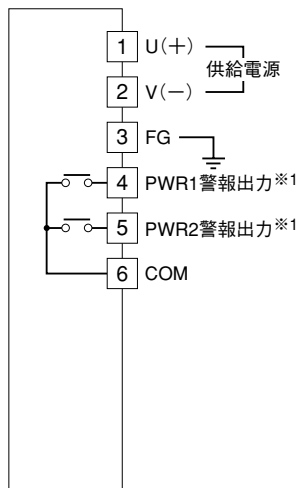 1 U（＋）
供給電源
2 V（－）
3 FG
4 PWR1警報出力※1
5 PWR2警報出力※1
6 COM